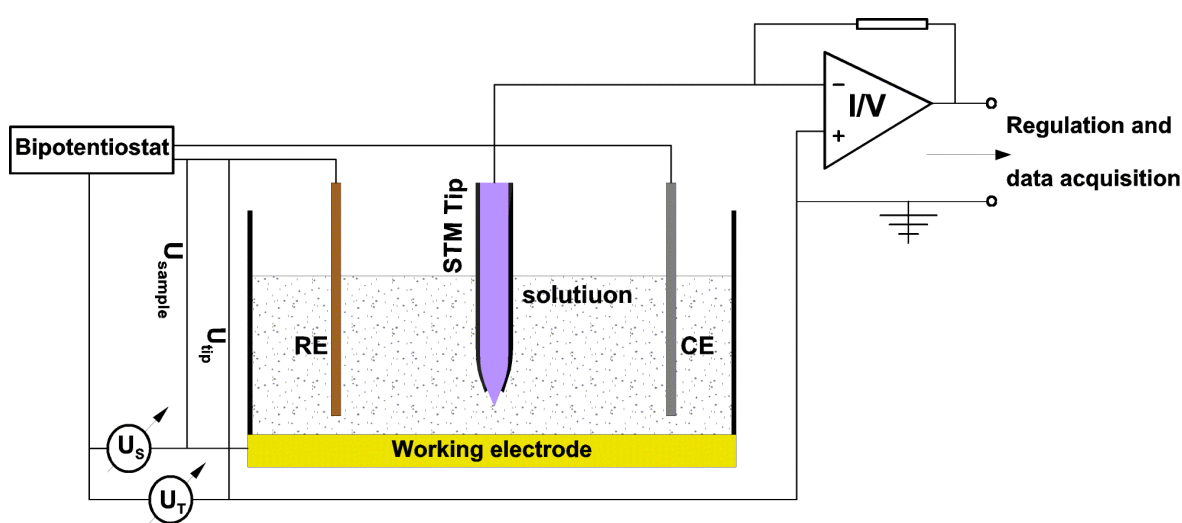 Bipotentiostat
U sample
U tip
RE
STM Tip
solutiuon
CE
Working electrode
U S
U T
−
I/V
+
Regulation and
data acquisition